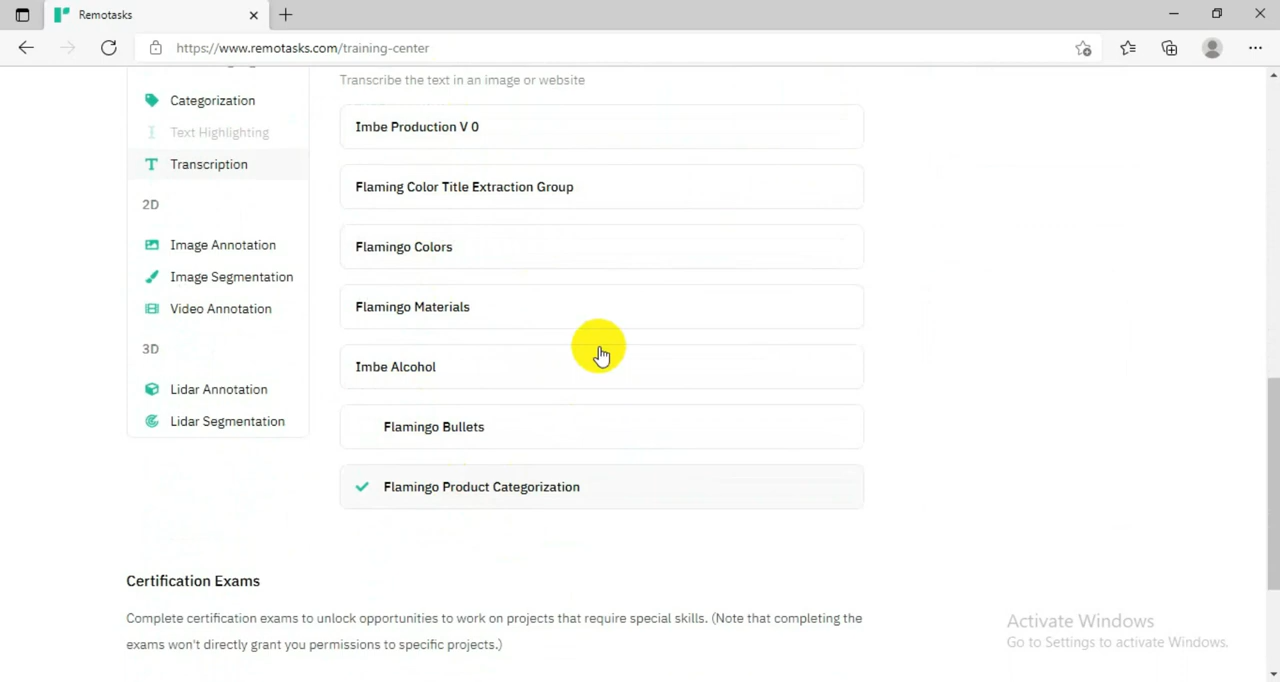 Remotasks
https://www.remotasks.com/training-center
Transcribe the text in an image or website
Categorization
Text Highlighting
Transcription
2D
Image Annotation
Image Segmentation
Video Annotation
3D
Lidar Annotation
Lidar Segmentation
Imbe Production V 0
Flaming Color Title Extraction Group
Flamingo Colors
Flamingo Materials
Imbe Alcohol
Flamingo Bullets
Flamingo Product Categorization
Certification Exams
Complete certification exams to unlock opportunities to work on projects that require special skills. (Note that completing the
exams won't directly grant you permissions to specific projects.)
Activate Windows
Go to Settings to activate Windows.